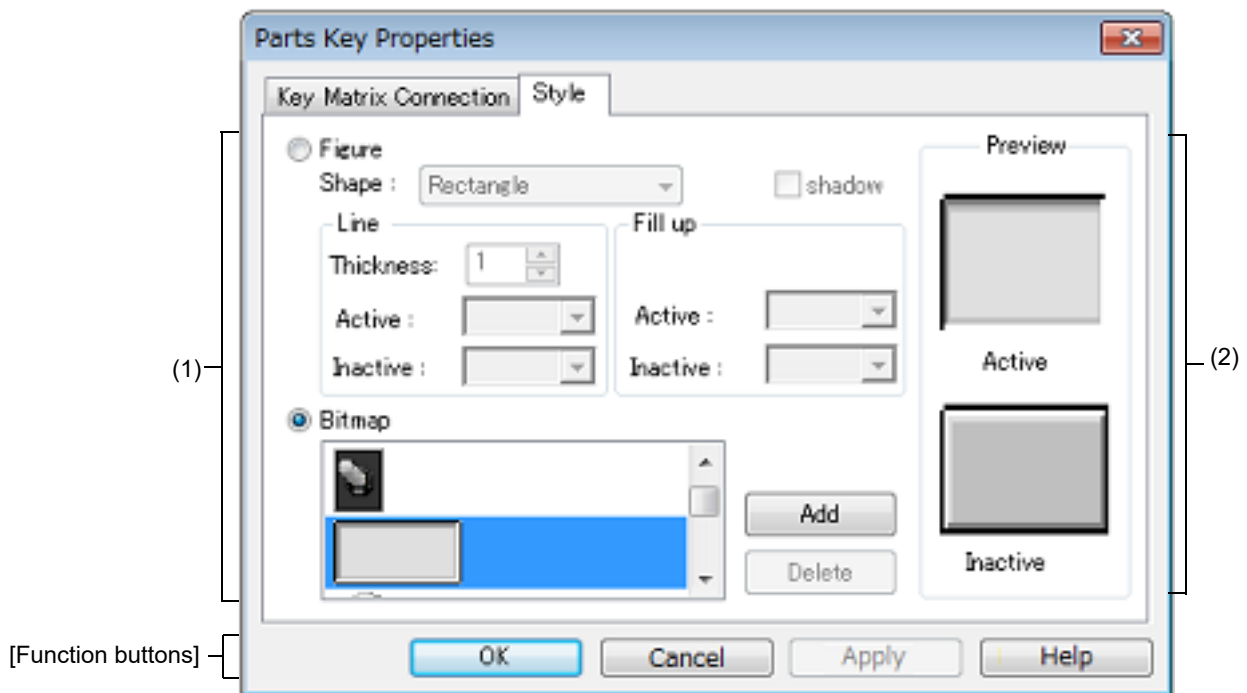 Parts Key Properties
Key Matrix Connection
Style
Figure
Preview
Shape : Rectangle
shadow
Line
Fill up
Thickness: 1
Active :
Active :
Active
(1)
(2)
Inactive :
Inactive :
Bitmap
Add
Delete
Inactive
[Function buttons]
OK
Cancel
Apply
Help